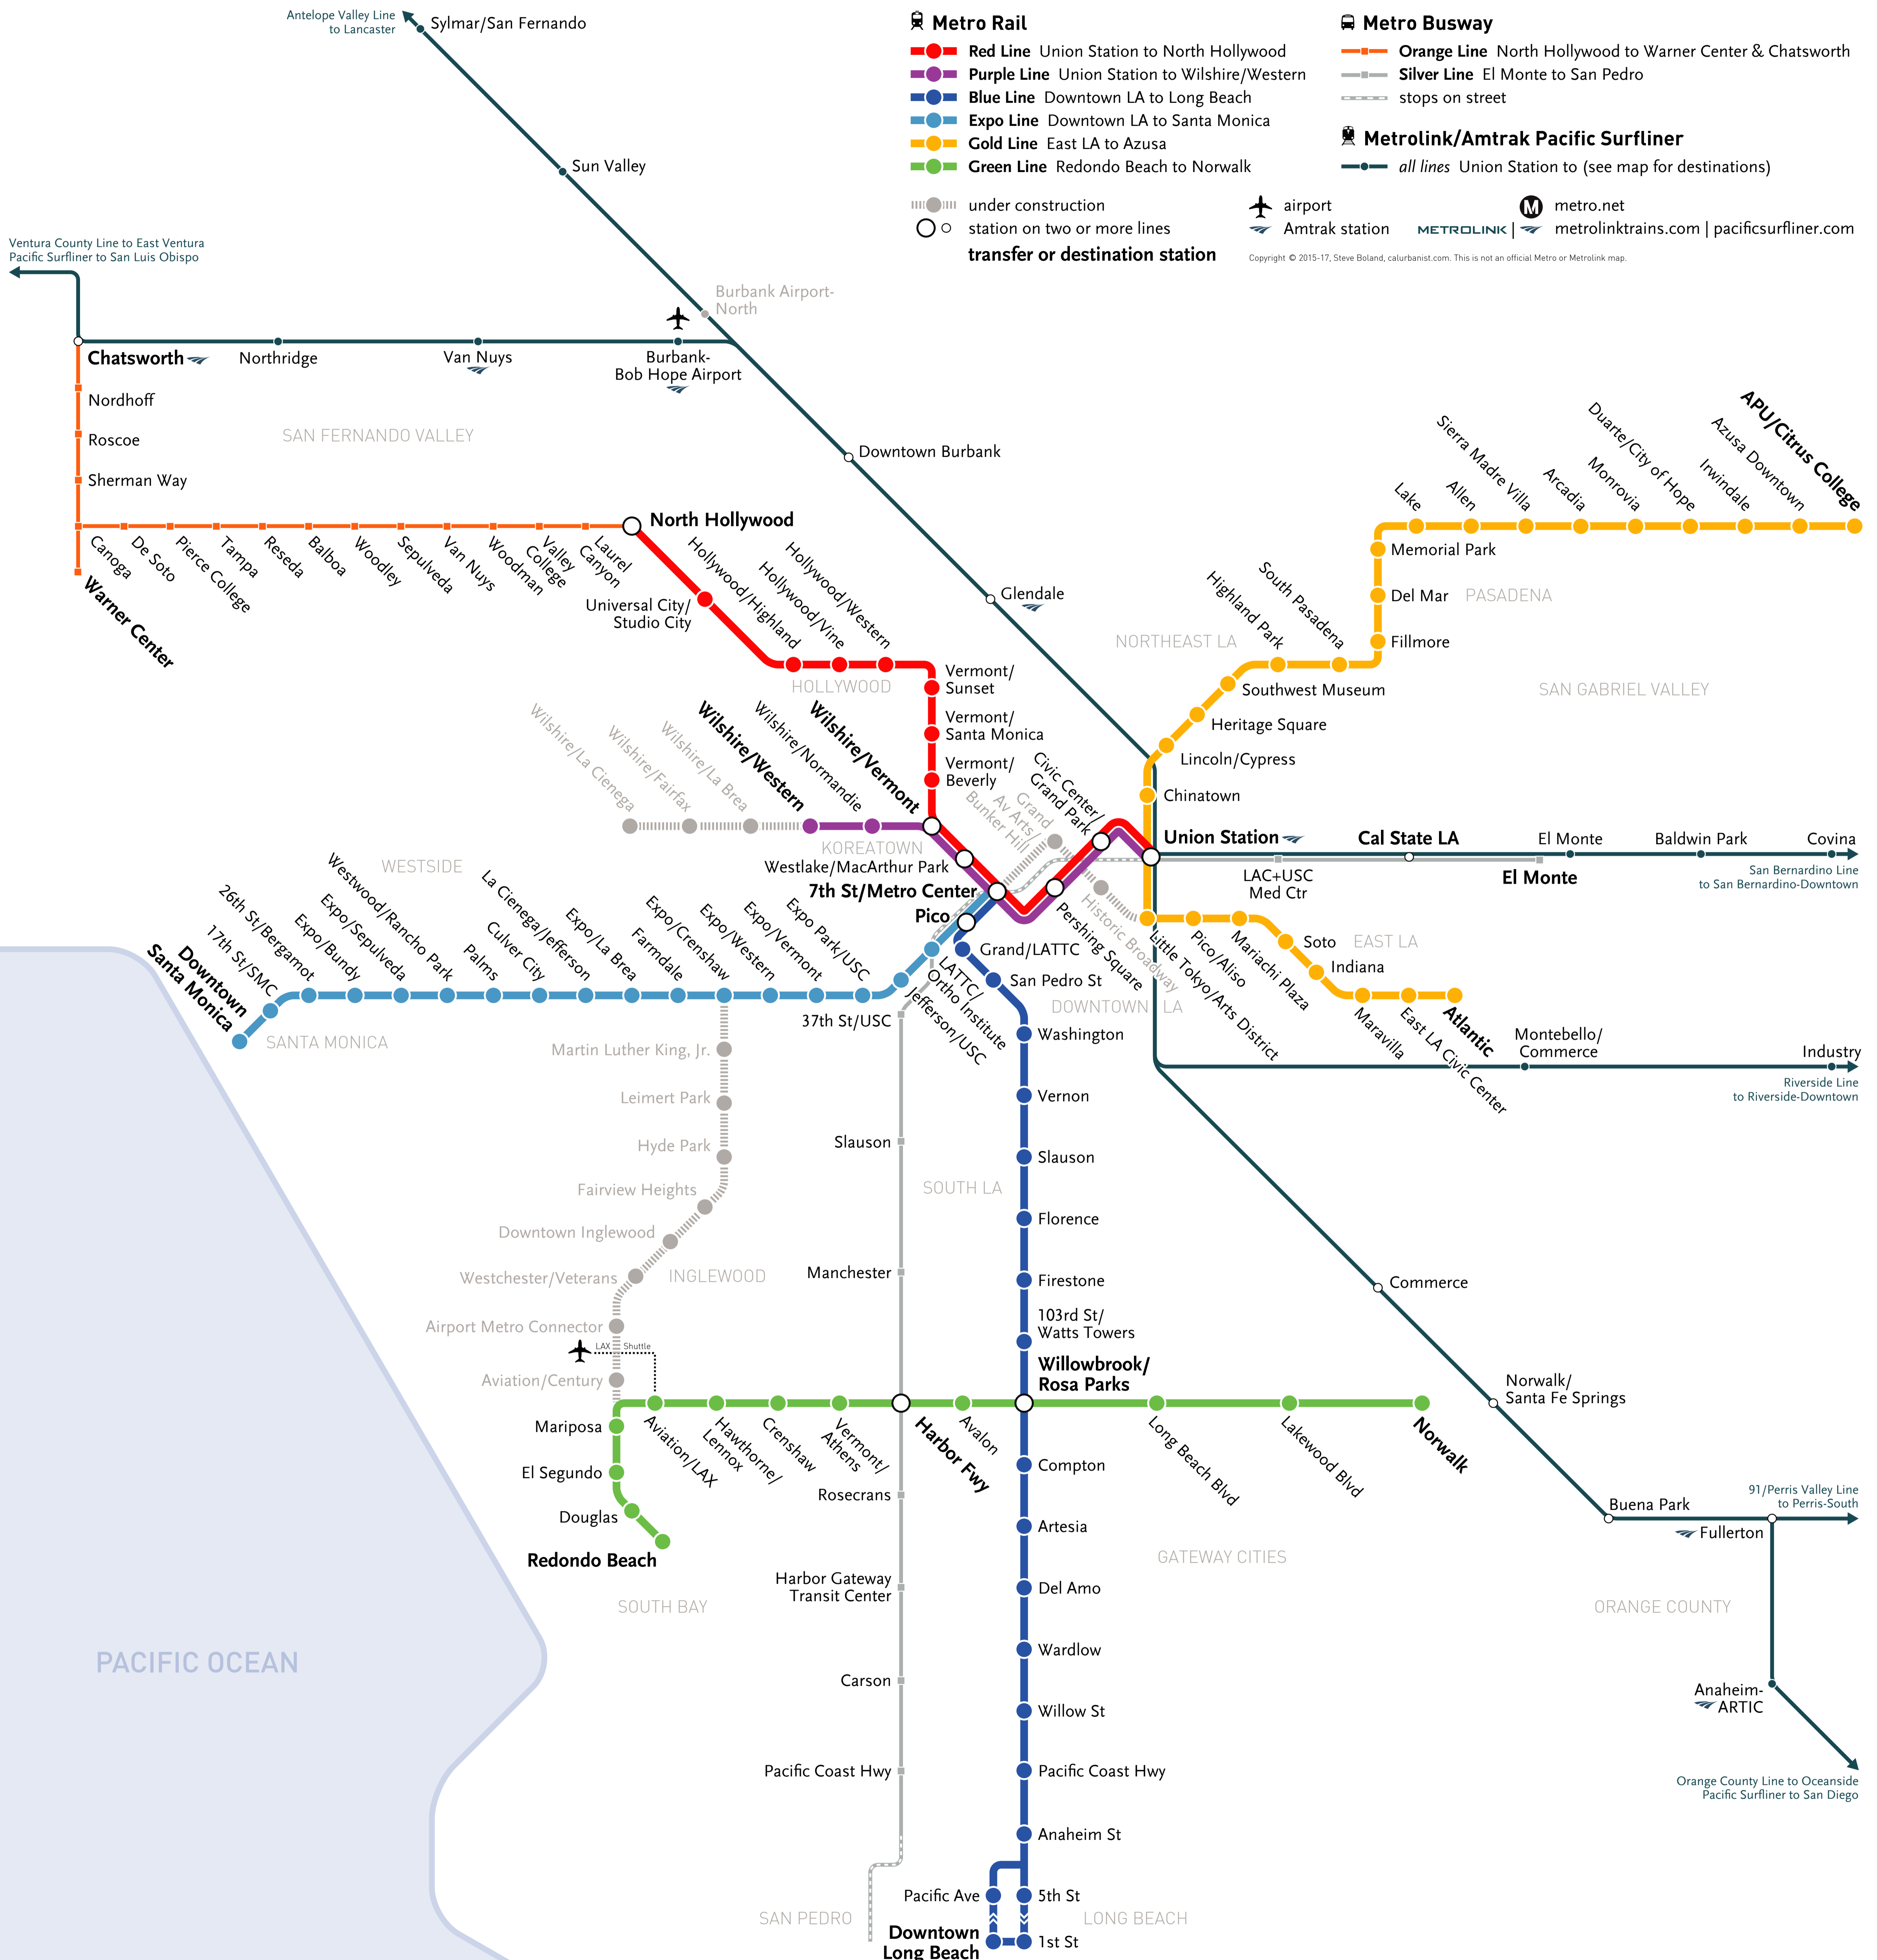 Antelope Valley Line
to Lancaster
Sylmar/San Fernando
Sun Valley
Metro Rail
Red Line Union Station to North Hollywood
Purple Line Union Station to Wilshire/Western
Blue Line Downtown LA to Long Beach
Expo Line Downtown LA to Santa Monica
Gold Line East LA to Azusa
Green Line Redondo Beach to Norwalk
under construction
station on two or more lines
transfer or destination station
Metro Busway
Orange Line North Hollywood to Warner Center & Chatsworth
Silver Line El Monte to San Pedro
stops on street
Metrolink/Amtrak Pacific Surfliner
all lines Union Station to (see map for destinations)
airport
Amtrak station
M metro.net
METROLINK | metrolinktrains.com | pacificsurfliner.com
Copyright © 2015-17, Steve Boland, calurbanist.com. This is not an official Metro or Metrolink map.
Ventura County Line to East Ventura
Pacific Surfliner to San Luis Obispo
Burbank Airport-
North
Chatsworth
Northridge
Van Nuys
Burbank-
Bob Hope Airport
Nordhoff
Roscoe
Sherman Way
SAN FERNANDO VALLEY
Downtown Burbank
Glendale
Canoga
De Soto
Pierce College
Tampa
Reseda
Balboa
Woodley
Sepulveda
Van Nuys
Woodman
Valley
College
Laurel
Canyon
Warner Center
North Hollywood
Universal City/
Studio City
Hollywood/Highland
Hollywood/Vine
Hollywood/Western
HOLLYWOOD
Vermont/
Sunset
Vermont/
Santa Monica
Vermont/
Beverly
Lake
Allen
Sierra Madre Villa
Arcadia
Monrovia
Duarte/City of Hope
Irwindale
Azusa Downtown
APU/Citrus College
Memorial Park
Del Mar
PASADENA
Fillmore
South Pasadena
Highland Park
NORTHEAST LA
Southwest Museum
Heritage Square
Lincoln/Cypress
Chinatown
SAN GABRIEL VALLEY
Wilshire/La Cienega
Wilshire/Fairfax
Wilshire/La Brea
Wilshire/Western
Wilshire/Normandie
Wilshire/Vermont
KOREATOWN
WESTSIDE
Westlake/MacArthur Park
7th St/Metro Center
Pico
Grand
Av Arts/
Bunker Hill
Civic Center/
Grand Park
Pershing Square
Historic Broadway
Union Station
LAC+USC
Med Ctr
Cal State LA
El Monte
El Monte
Baldwin Park
Covina
San Bernardino Line
to San Bernardino-Downtown
Little Tokyo/Arts District
Pico/Aliso
Mariachi Plaza
Soto
EAST LA
Indiana
Maravilla
East LA Civic Center
Atlantic
Montebello/
Commerce
Industry
Riverside Line
to Riverside-Downtown
Downtown
Santa Monica
17th St/SMC
26th St/Bergamot
Expo/Bundy
Expo/Sepulveda
Westwood/Rancho Park
Palms
Culver City
La Cienega/Jefferson
Expo/La Brea
Farmdale
Expo/Crenshaw
Expo/Western
Expo/Vermont
Expo Park/USC
Jefferson/USC
LATTC/
Ortho Institute
SANTA MONICA
37th St/USC
Grand/LATTC
San Pedro St
DOWNTOWN LA
Washington
Vernon
Slauson
Florence
Firestone
103rd St/
Watts Towers
Willowbrook/
Rosa Parks
Martin Luther King, Jr.
Leimert Park
Hyde Park
Fairview Heights
Downtown Inglewood
Westchester/Veterans
INGLEWOOD
Airport Metro Connector
LAX Shuttle
Aviation/Century
Slauson
SOUTH LA
Manchester
Mariposa
El Segundo
Douglas
Redondo Beach
Aviation/LAX
Hawthorne/
Lennox
Crenshaw
Vermont/
Athens
Harbor Fwy
Avalon
Long Beach Blvd
Lakewood Blvd
Norwalk
Commerce
Norwalk/
Santa Fe Springs
Buena Park
Fullerton
91/Perris Valley Line
to Perris-South
ORANGE COUNTY
Anaheim-
ARTIC
Orange County Line to Oceanside
Pacific Surfliner to San Diego
Rosecrans
Harbor Gateway
Transit Center
Carson
Pacific Coast Hwy
SOUTH BAY
SAN PEDRO
Compton
Artesia
GATEWAY CITIES
Del Amo
Wardlow
Willow St
Pacific Coast Hwy
Anaheim St
Pacific Ave
5th St
LONG BEACH
Downtown
Long Beach
1st St
PACIFIC OCEAN